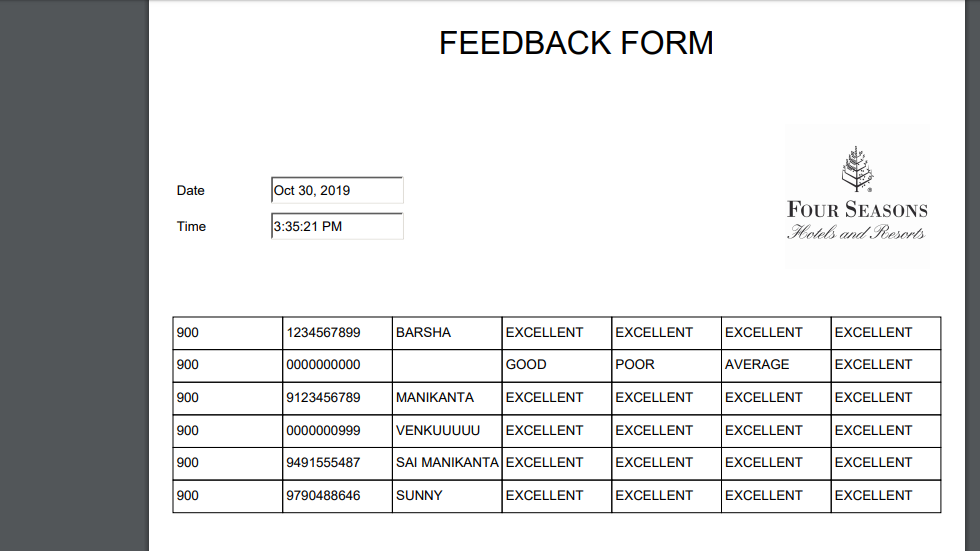 FEEDBACK FORM
Date Oct 30, 2019
Time 3:35:21 PM
FOUR SEASONS
Hotels and Resorts
900 1234567899 BARSHA EXCELLENT EXCELLENT EXCELLENT EXCELLENT
900 0000000000 GOOD POOR AVERAGE EXCELLENT
900 9123456789 MANIKANTA EXCELLENT EXCELLENT EXCELLENT EXCELLENT
900 0000000999 VENKUUUUU EXCELLENT EXCELLENT EXCELLENT EXCELLENT
900 9491555487 SAI MANIKANTA EXCELLENT EXCELLENT EXCELLENT EXCELLENT
900 9790488646 SUNNY EXCELLENT EXCELLENT EXCELLENT EXCELLENT